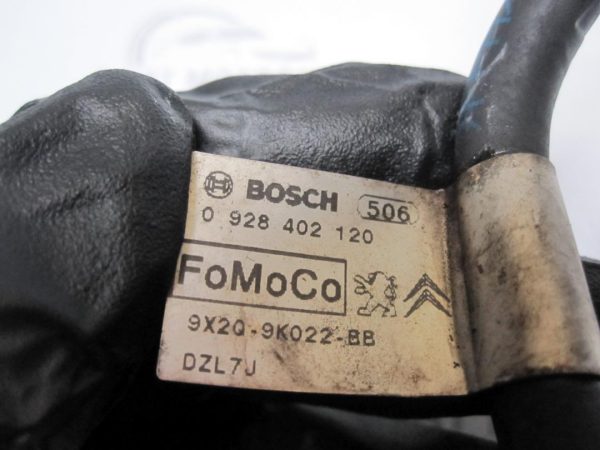 BOSCH 506
0 928 402 120
FoMoCo
9X2Q-9K022-BB
DZL7J